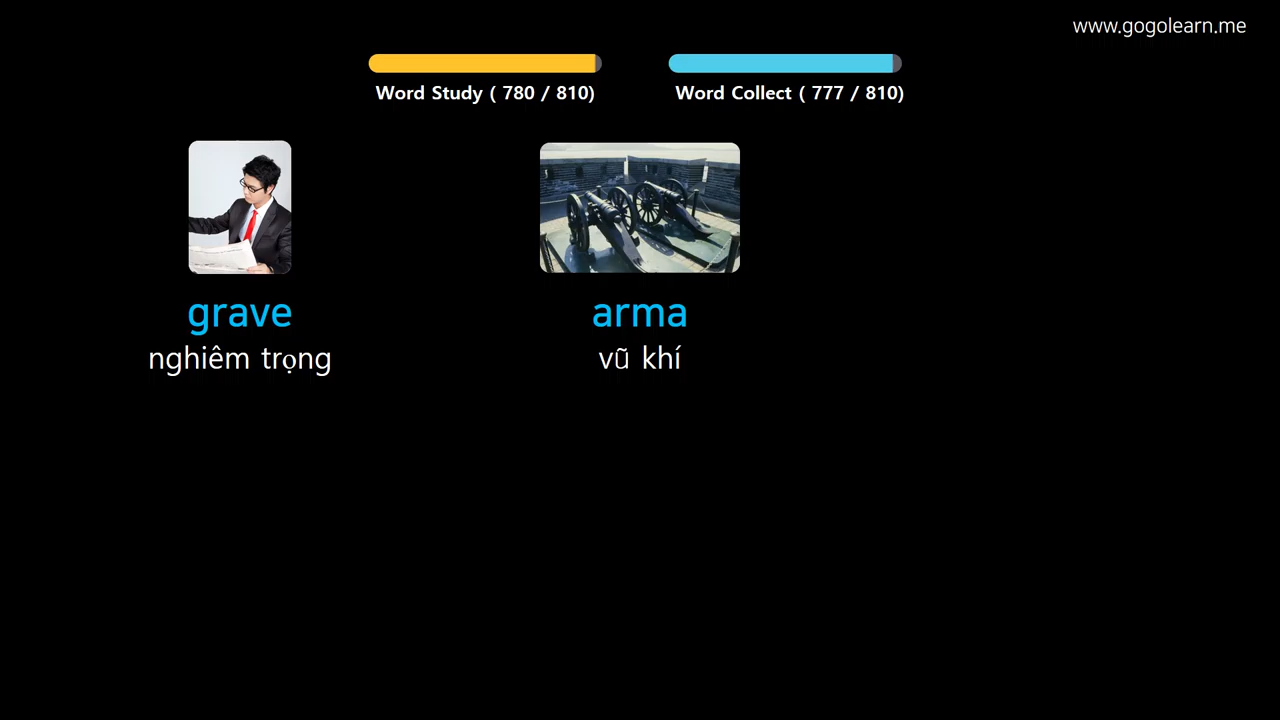 www.gogolearn.me
Word Study ( 780 / 810)
Word Collect ( 777 / 810)
grave
nghiêm trọng
arma
vũ khí